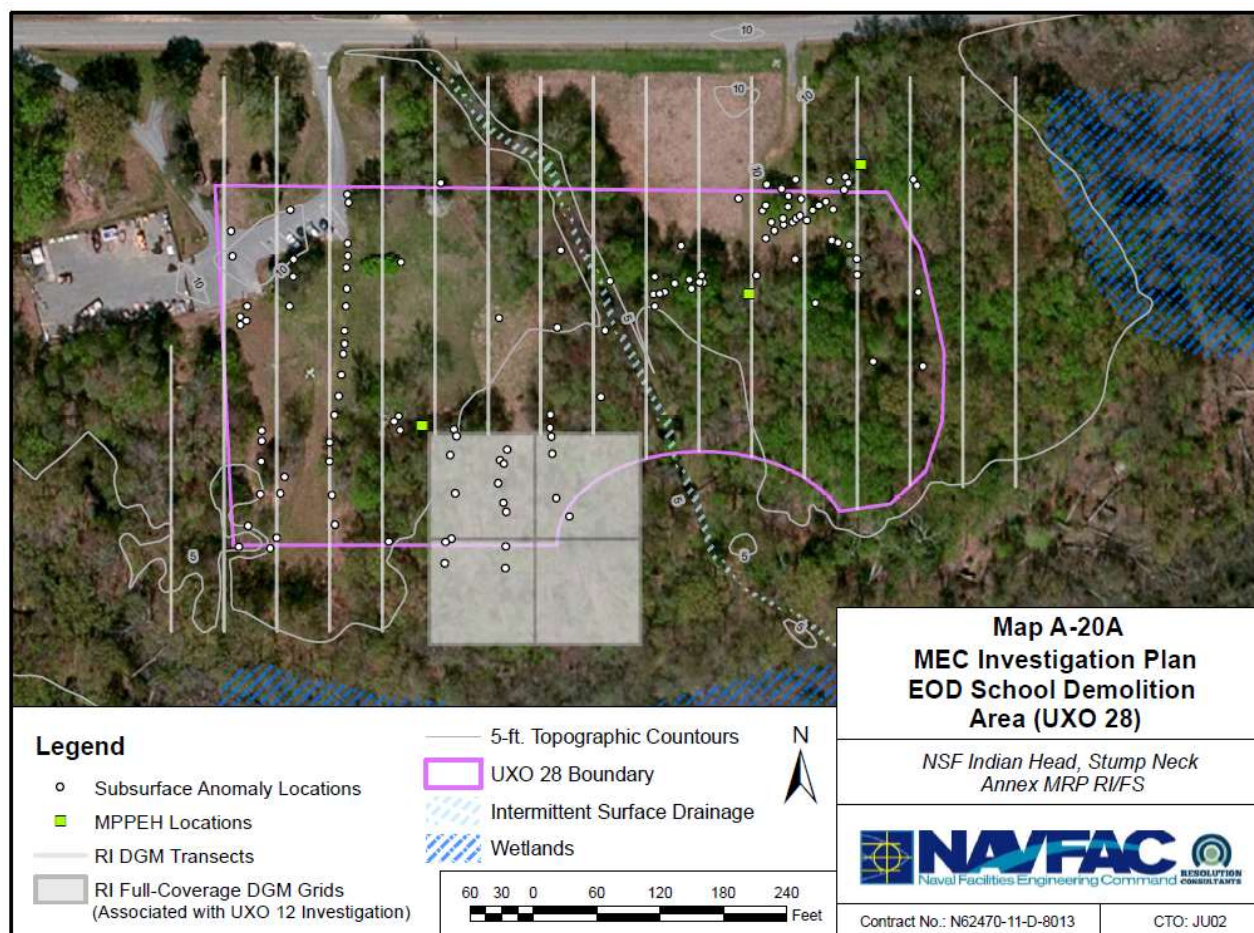 10
10
10
10
10
10
5
5
5
5
5
Map A-20A
MEC Investigation Plan
EOD School Demolition
Area (UXO 28)
NSF Indian Head, Stump Neck
Annex MRP RI/FS
NAVFAC
Naval Facilities Engineering Command
RESOLUTION
CONSULTANTS
Contract No.: N62470-11-D-8013
CTO: JU02
Legend
Subsurface Anomaly Locations
MPPEH Locations
RI DGM Transects
RI Full-Coverage DGM Grids
(Associated with UXO 12 Investigation)
5-ft. Topographic Countours
UXO 28 Boundary
Intermittent Surface Drainage
Wetlands
N
60 30 0 60 120 180 240
Feet